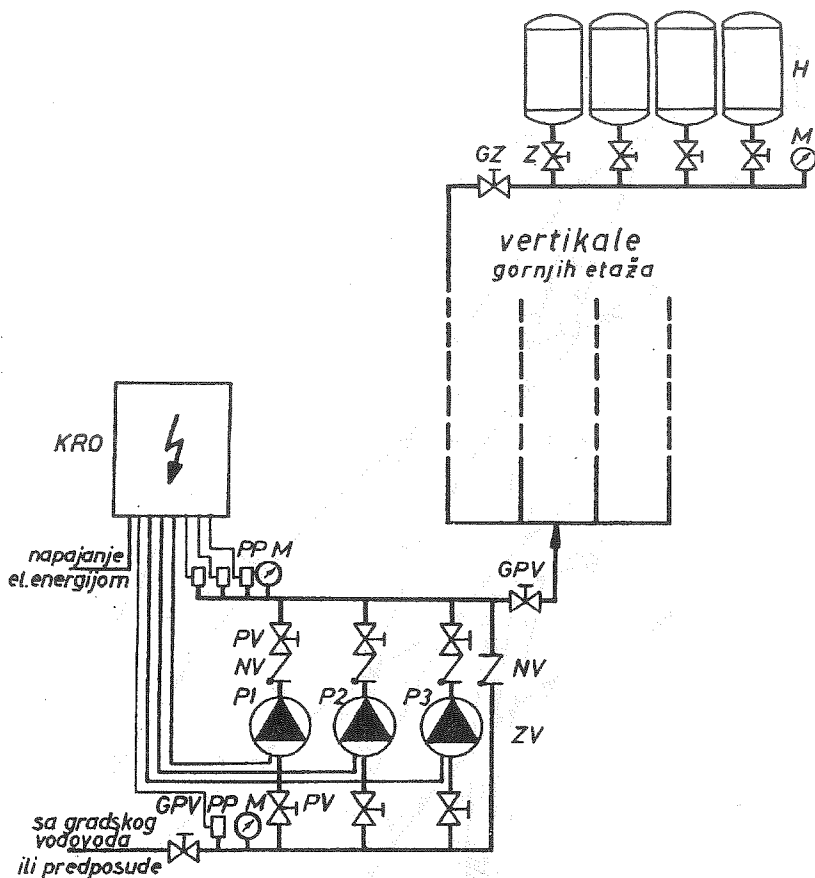 H
M
GZ
Z
vertikale
gornjih etaža
KRO
napajanje
el.energijom
PP M
GPV
PV
NV
NV
P1
P2
P3
ZV
GPV PP M
PV
sa gradskog
vodovoda
ili predposude